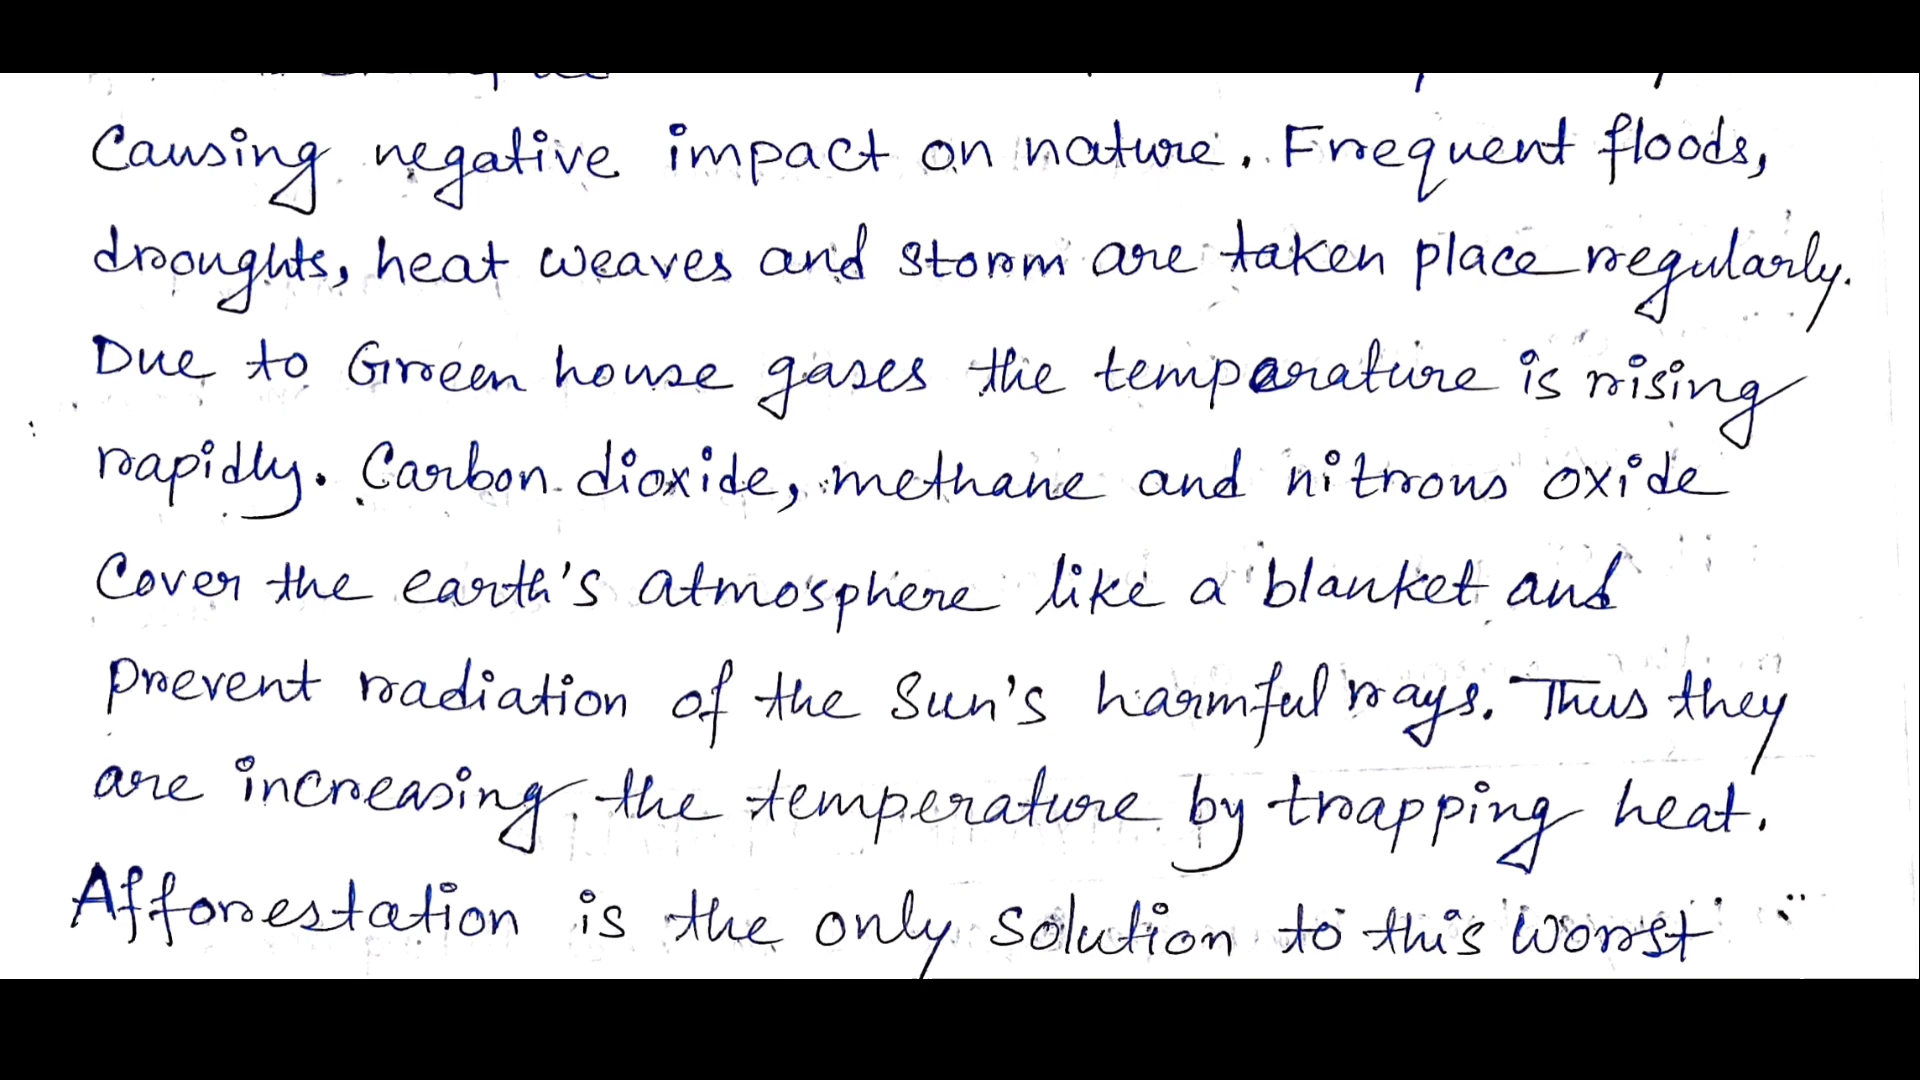 Causing negative impact on nature. Frequent floods,
droughts, heat weaves and storm are taken place regularly.
Due to Green house gases the temperature is rising
rapidly. Carbon dioxide, methane and nitrous oxide
Cover the earth's atmosphere like a blanket and
prevent radiation of the Sun's harmful rays. Thus they
are increasing the temperature by trapping heat.
Afforestation is the only solution to this worst